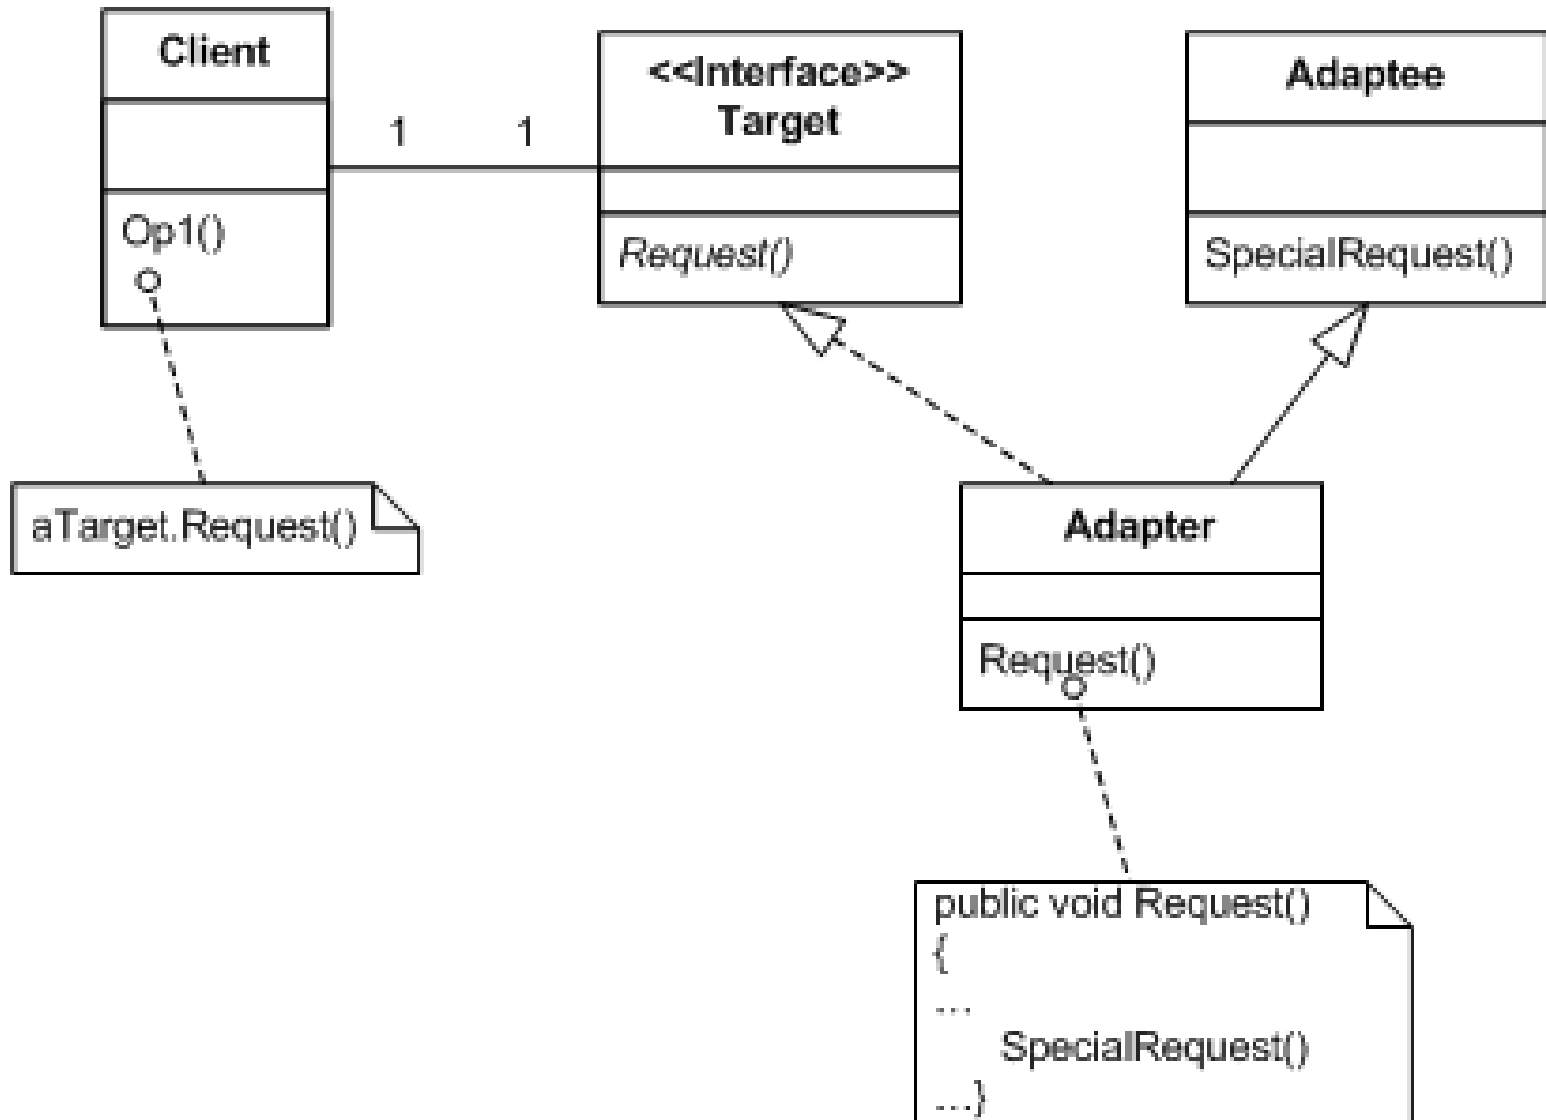 Client
1
1
<<Interface>>
Target
Adaptee
Op1()
Request()
SpecialRequest()
aTarget.Request()
Adapter
Request()
public void Request()
{
...
SpecialRequest()
...}